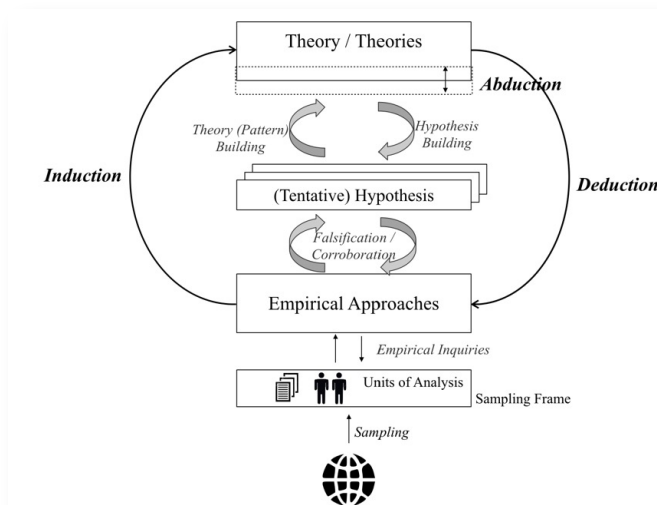 Theory / Theories
Abduction
Theory (Pattern)
Building
Hypothesis
Building
Induction
Deduction
(Tentative) Hypothesis
Falsification /
Corroboration
Empirical Approaches
Empirical Inquiries
Units of Analysis
Sampling Frame
Sampling